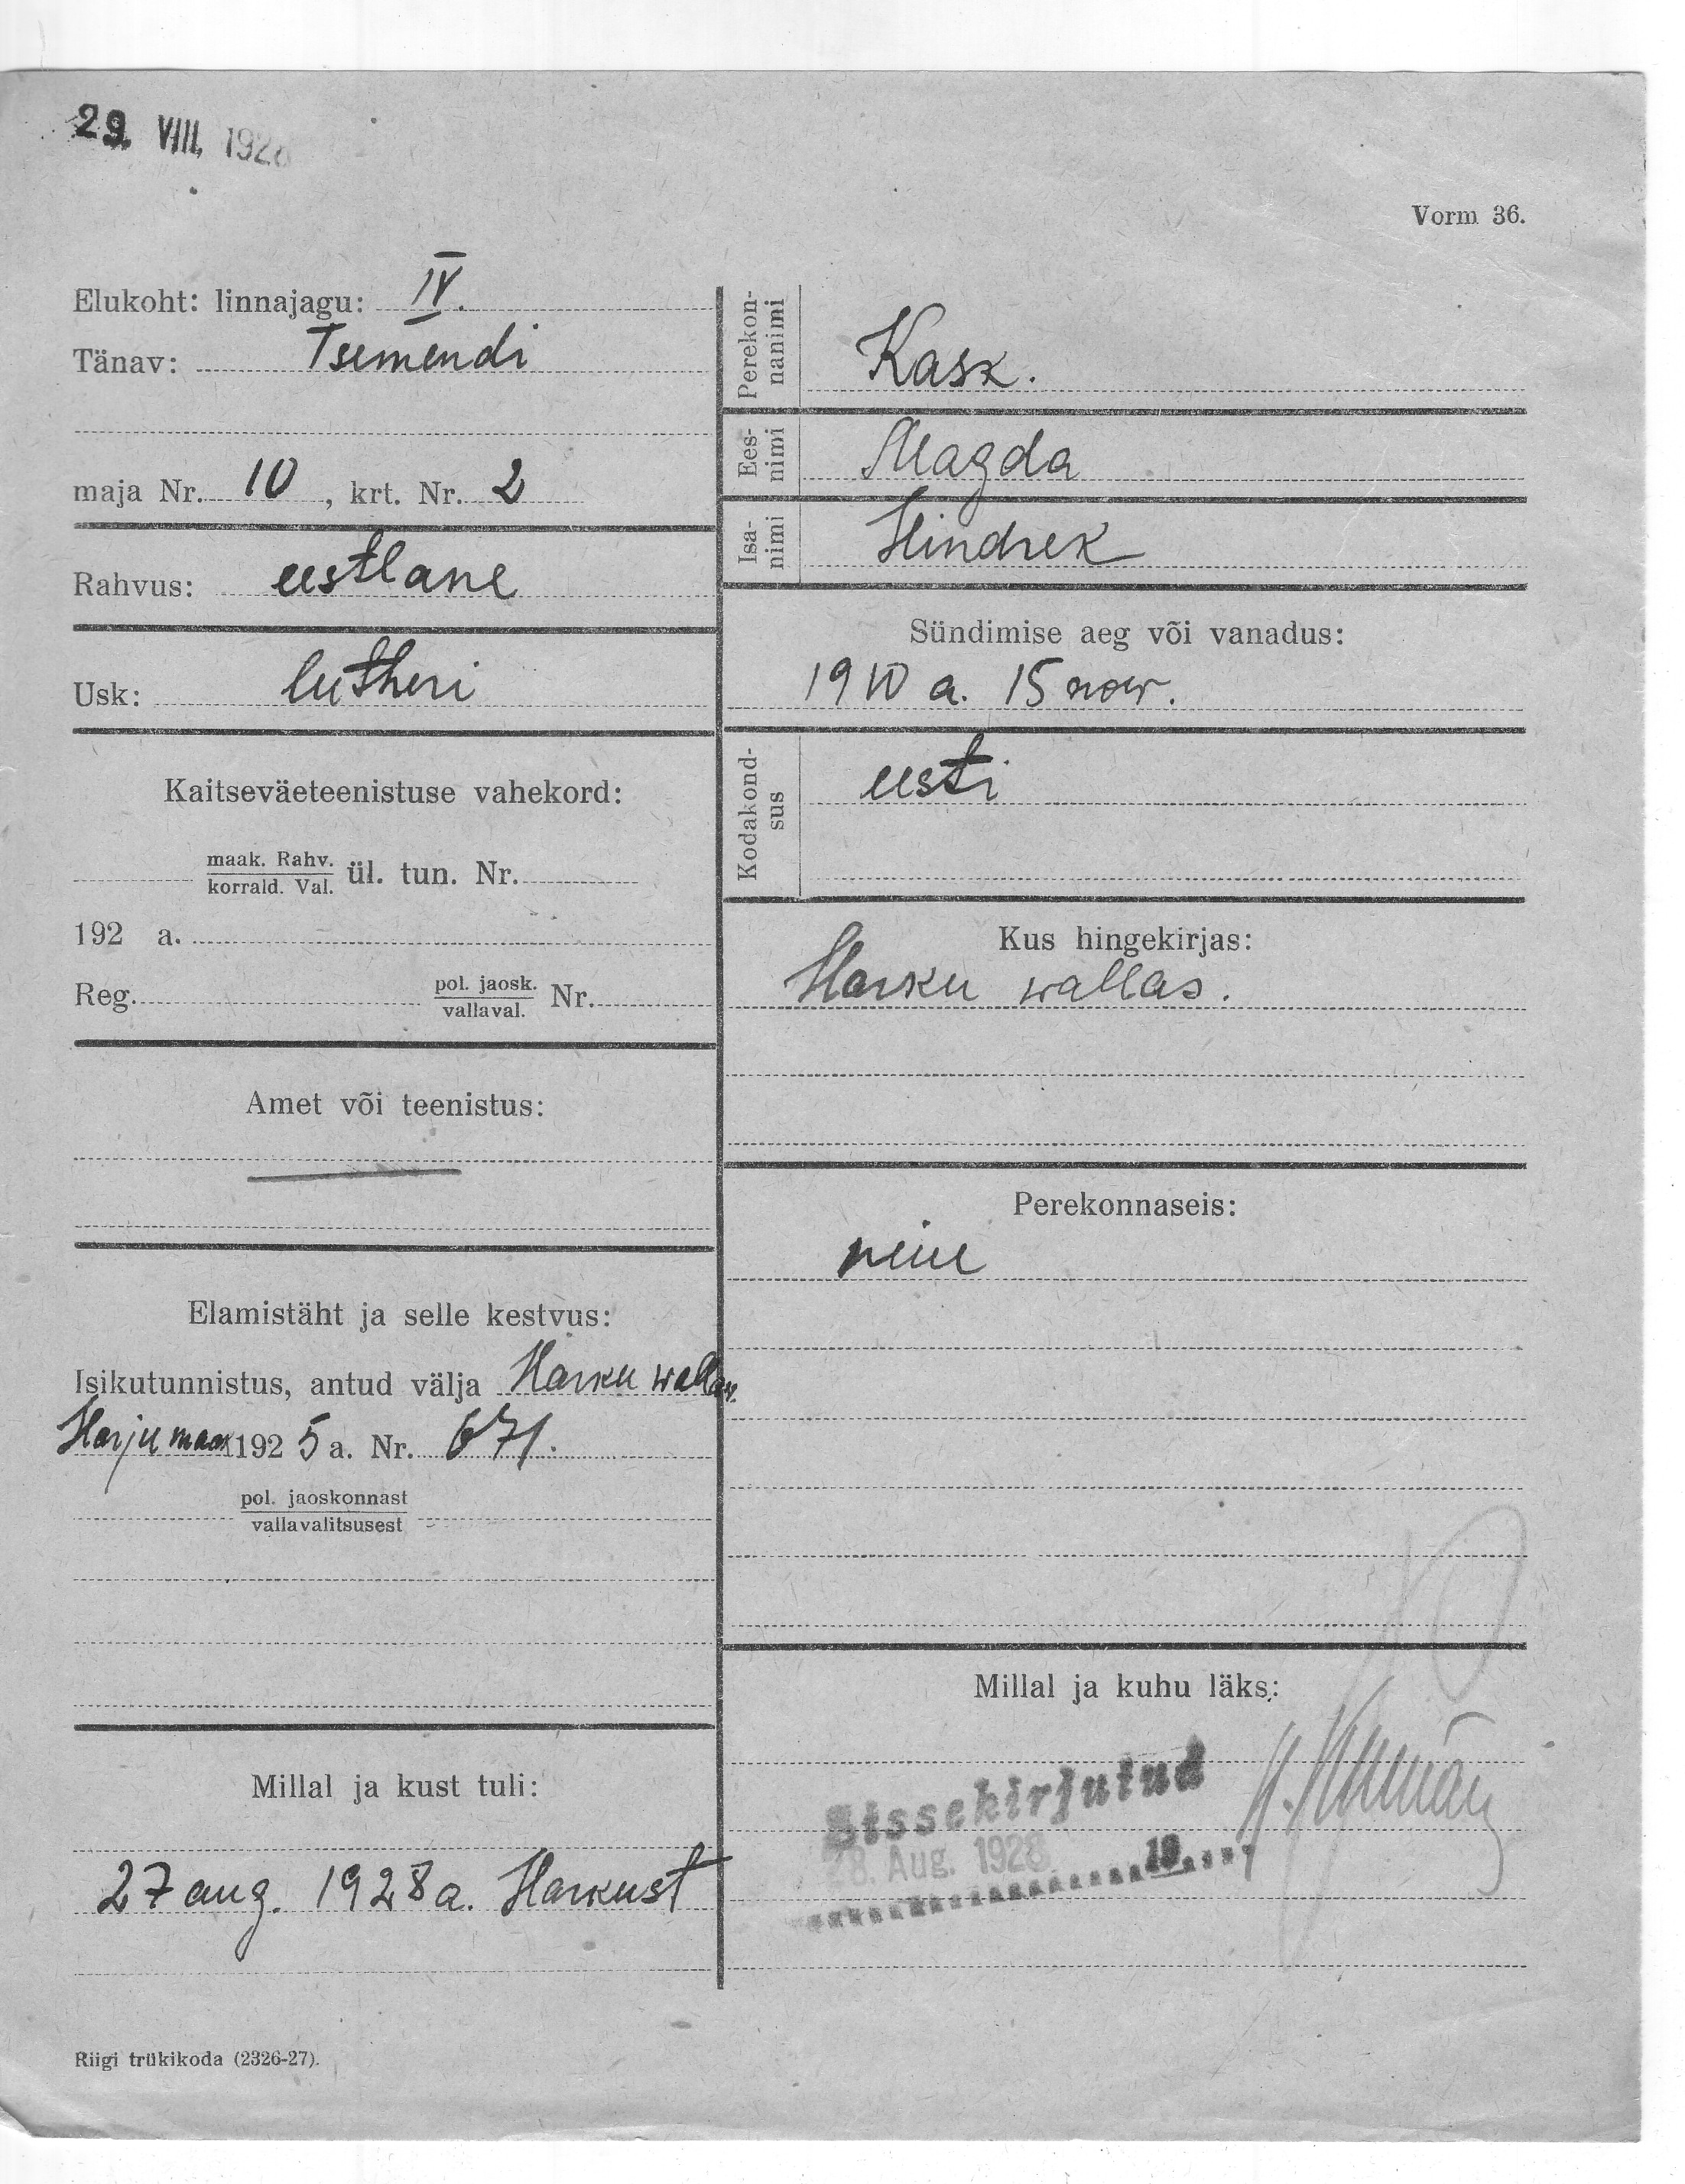 29. VIII. 1928
Vorm 36.
Elukoht: linnajagu: IV.
Tänav: Tsemendi
maja Nr. 10, krt. Nr. 2
Rahvus: eestlane
Usk: lutheri
Kaitseväeteenistuse vahekord:
maak. Rahv.
korrald. Val. ül. tun. Nr.
192 a.
Reg. pol. jaosk.
vallaval. Nr.
Amet või teenistus:
Elamistäht ja selle kestvus:
Isikutunnistus, antud välja Harku wallaw.
Harjumaa 192 5 a. Nr. 671.
pol. jaoskonnast
vallavalitsusest
Millal ja kust tuli:
27 aug. 1928 a. Harkust
Riigi trükikoda (2326-27).
Perekon-
nanimi
Kask.
Ees-
nimi
Magda
Isa-
nimi
Hindrek
Sündimise aeg või vanadus:
1910 a. 15 now.
Kodakond-
sus
eesti
Kus hingekirjas:
Harku wallas.
Perekonnaseis:
neiu
Millal ja kuhu läks:
Sissekirjutud
28. Aug. 1928
19